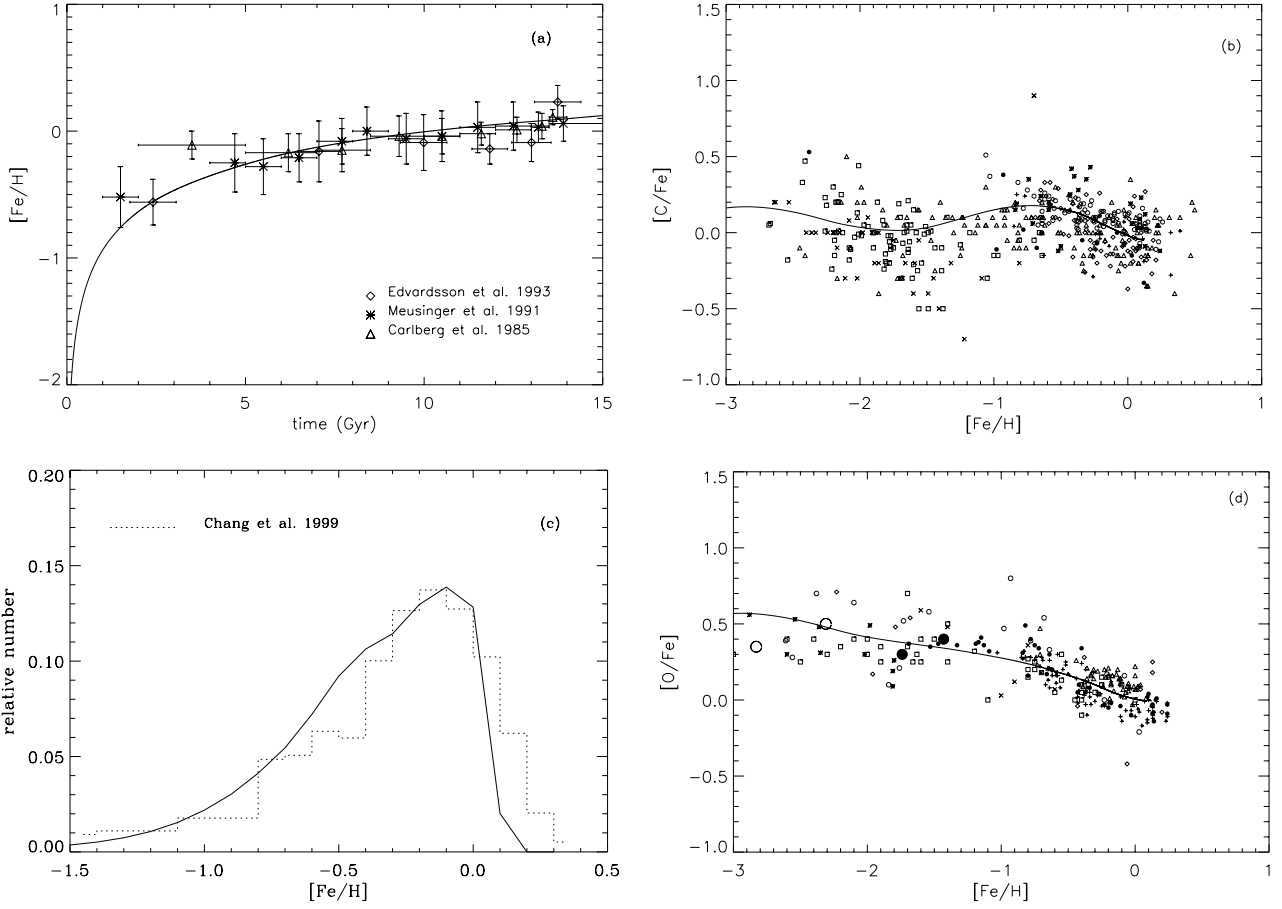 1
0
−1
−2
[Fe/H]
(a)
Edvardsson et al. 1993
Meusinger et al. 1991
Carlberg et al. 1985
0 5 10 15
time (Gyr)
1.5
1.0
0.5
0.0
−0.5
−1.0
[C/Fe]
(b)
−3 −2 −1 0 1
[Fe/H]
0.20
0.15
0.10
0.05
0.00
relative number
Chang et al. 1999
(c)
−1.5 −1.0 −0.5 0.0 0.5
[Fe/H]
1.5
1.0
0.5
0.0
−0.5
−1.0
[O/Fe]
(d)
−3 −2 −1 0 1
[Fe/H]